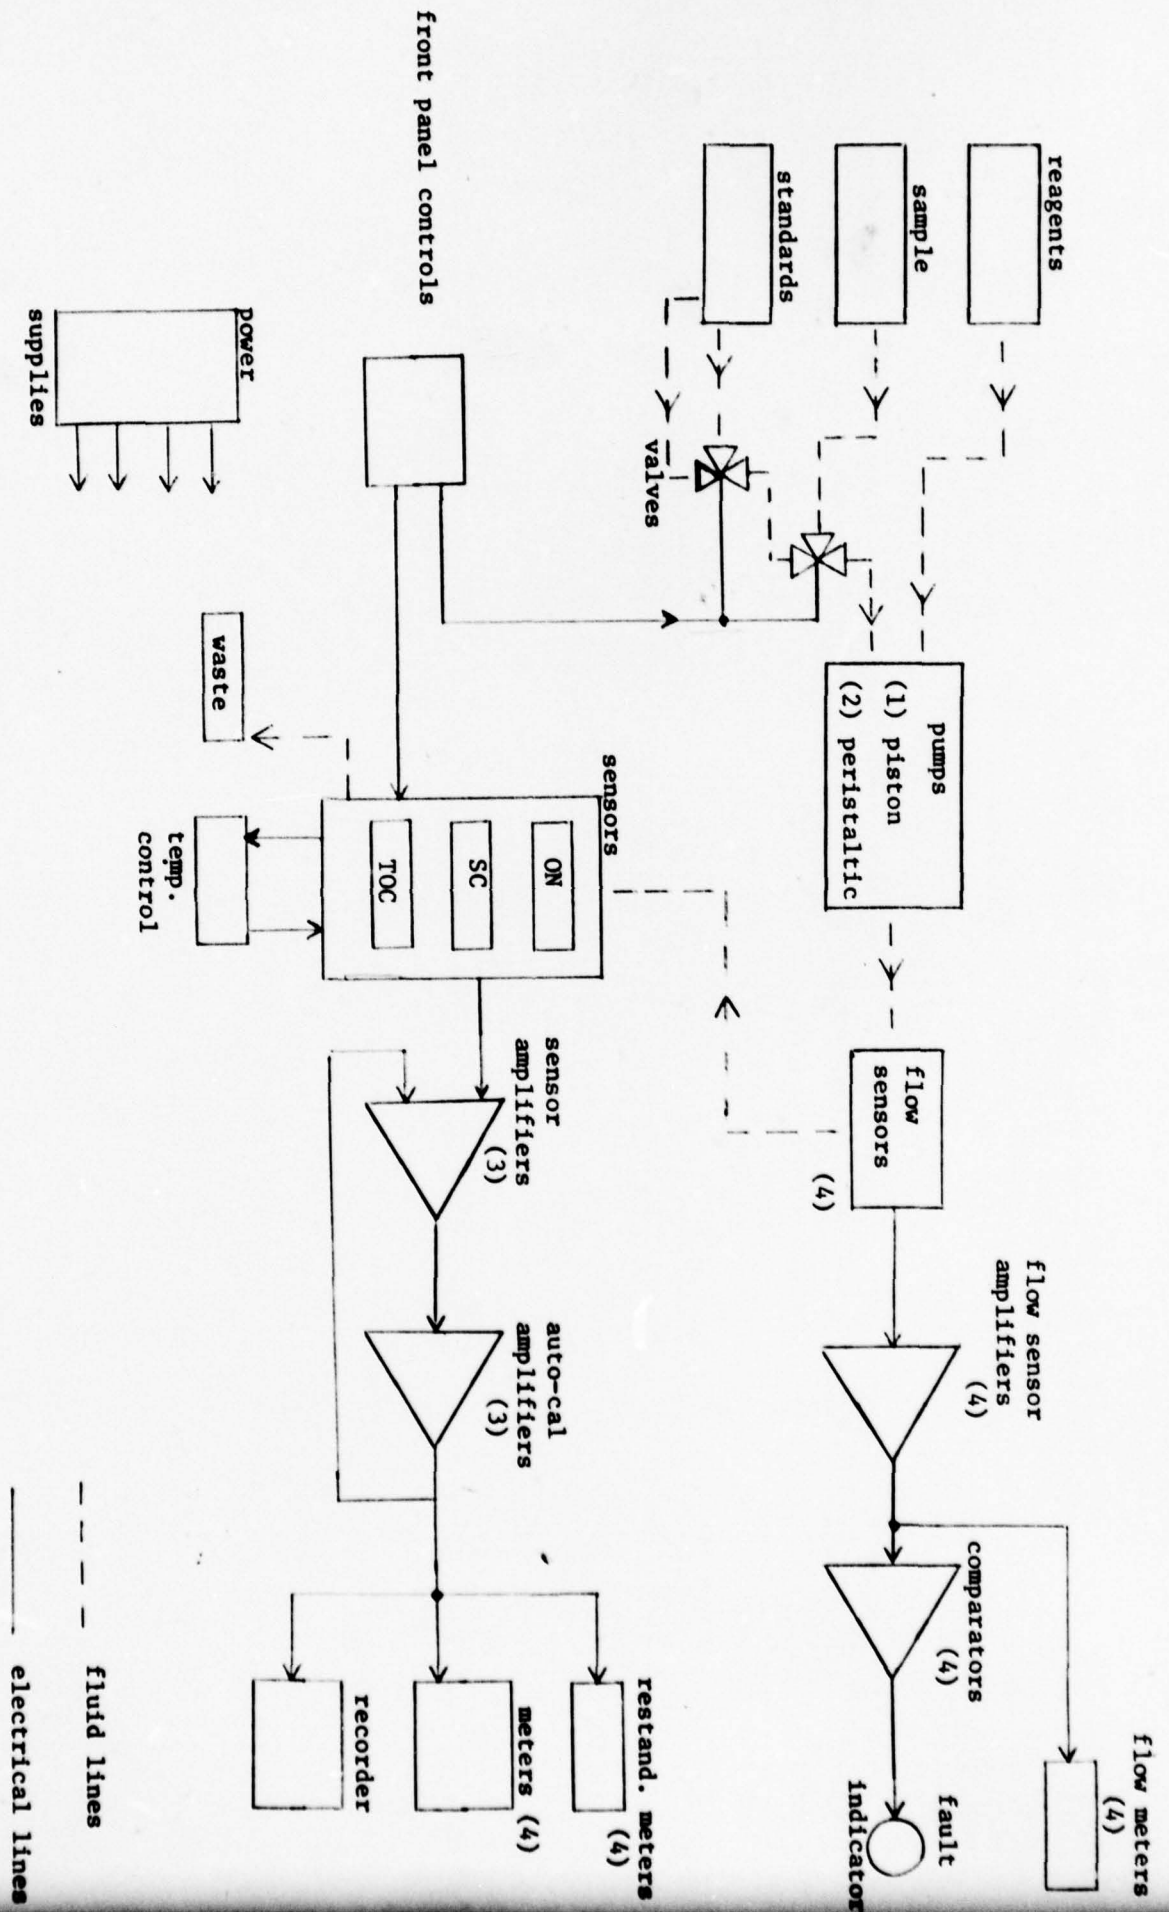 reagents
sample
standards
valves
pumps
(1) piston
(2) peristaltic
flow
sensors
(4)
flow sensor
amplifiers
(4)
comparators
(4)
flow meters
(4)
fault
indicator
front panel controls
sensors
ON
SC
TOC
sensor
amplifiers
(3)
auto-cal
amplifiers
(3)
restand. meters
(4)
meters (4)
recorder
power
supplies
waste
temp.
control
fluid lines
electrical lines